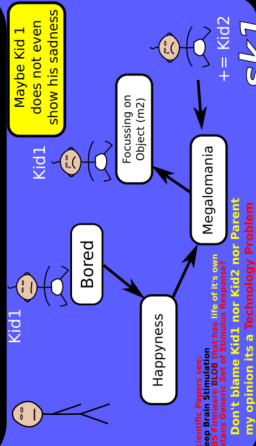 Maybe Kid 1
does not even
show his sadness
+= Kid2
sk1
Kid1
Focussing on
Object (m2)
Megalomania
Bored
Kid1
Happyness
Papers see:
eep Brain Stimulation
Firmware BLOB that has life of it's own
Don't blame Kid1 nor Kid2 nor Parent
my opinion its a Technology Problem